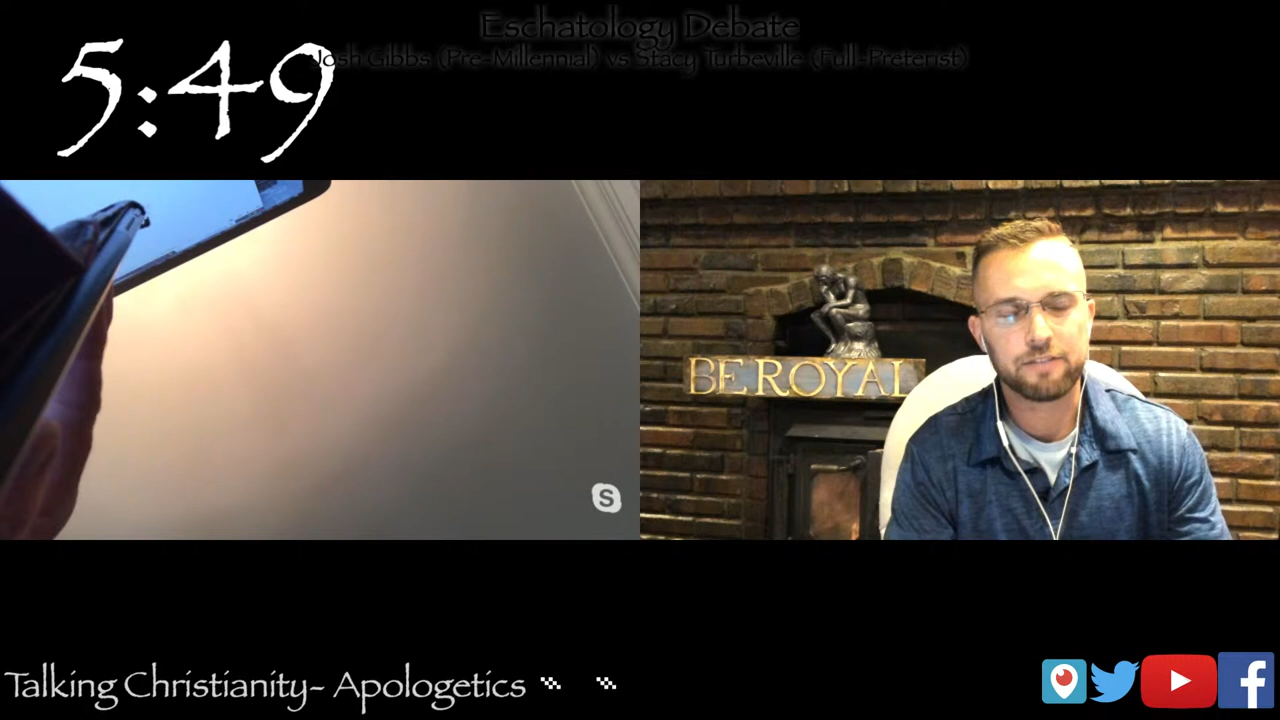 Eschatology Debate
Josh Gibbs (Pre-Millennial) vs Stacy Turbeville (Full-Preterist)
5:49
BE ROYAL
Talking Christianity- Apologetics